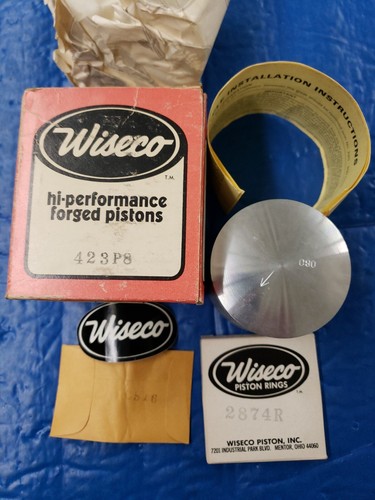 Wiseco
T.M.
hi-performance
forged pistons
423P8
INSTALLATION INSTRUCTIONS
080
Wiseco
Wiseco
T.M.
PISTON RINGS
2874R
WISECO PISTON, INC.
7201 INDUSTRIAL PARK BLVD. MENTOR, OHIO 44060